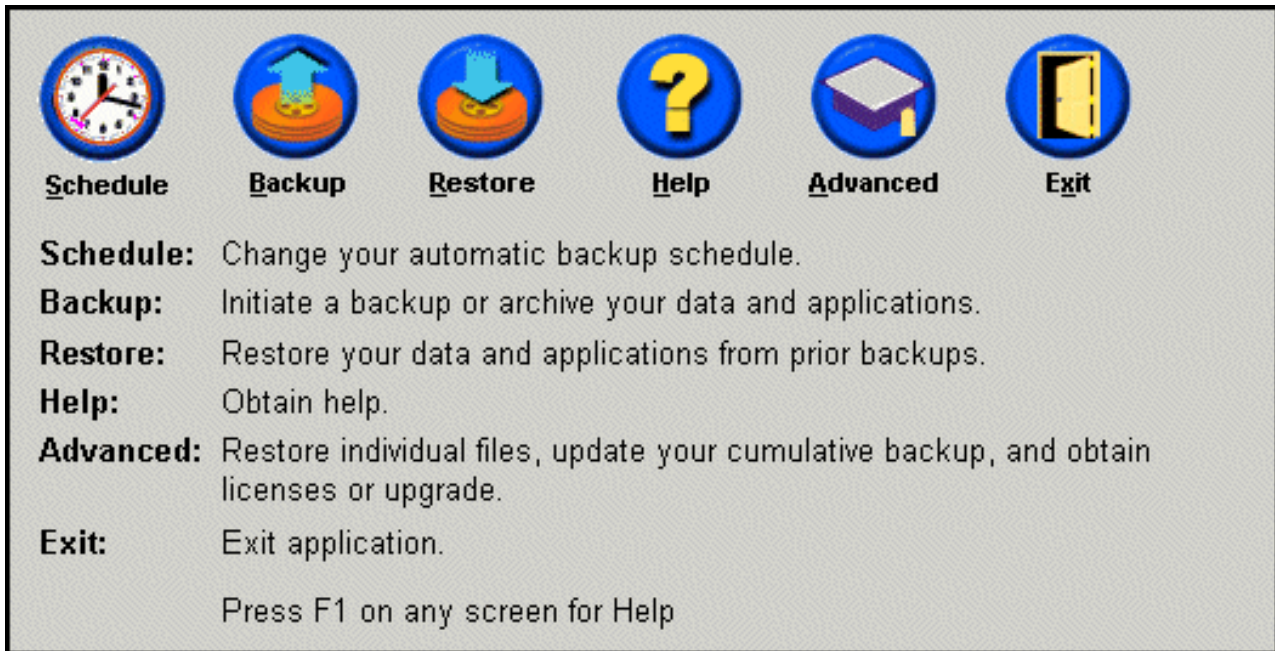 Schedule Backup Restore Help Advanced Exit
Schedule: Change your automatic backup schedule.
Backup: Initiate a backup or archive your data and applications.
Restore: Restore your data and applications from prior backups.
Help: Obtain help.
Advanced: Restore individual files, update your cumulative backup, and obtain
licenses or upgrade.
Exit: Exit application.
Press F1 on any screen for Help